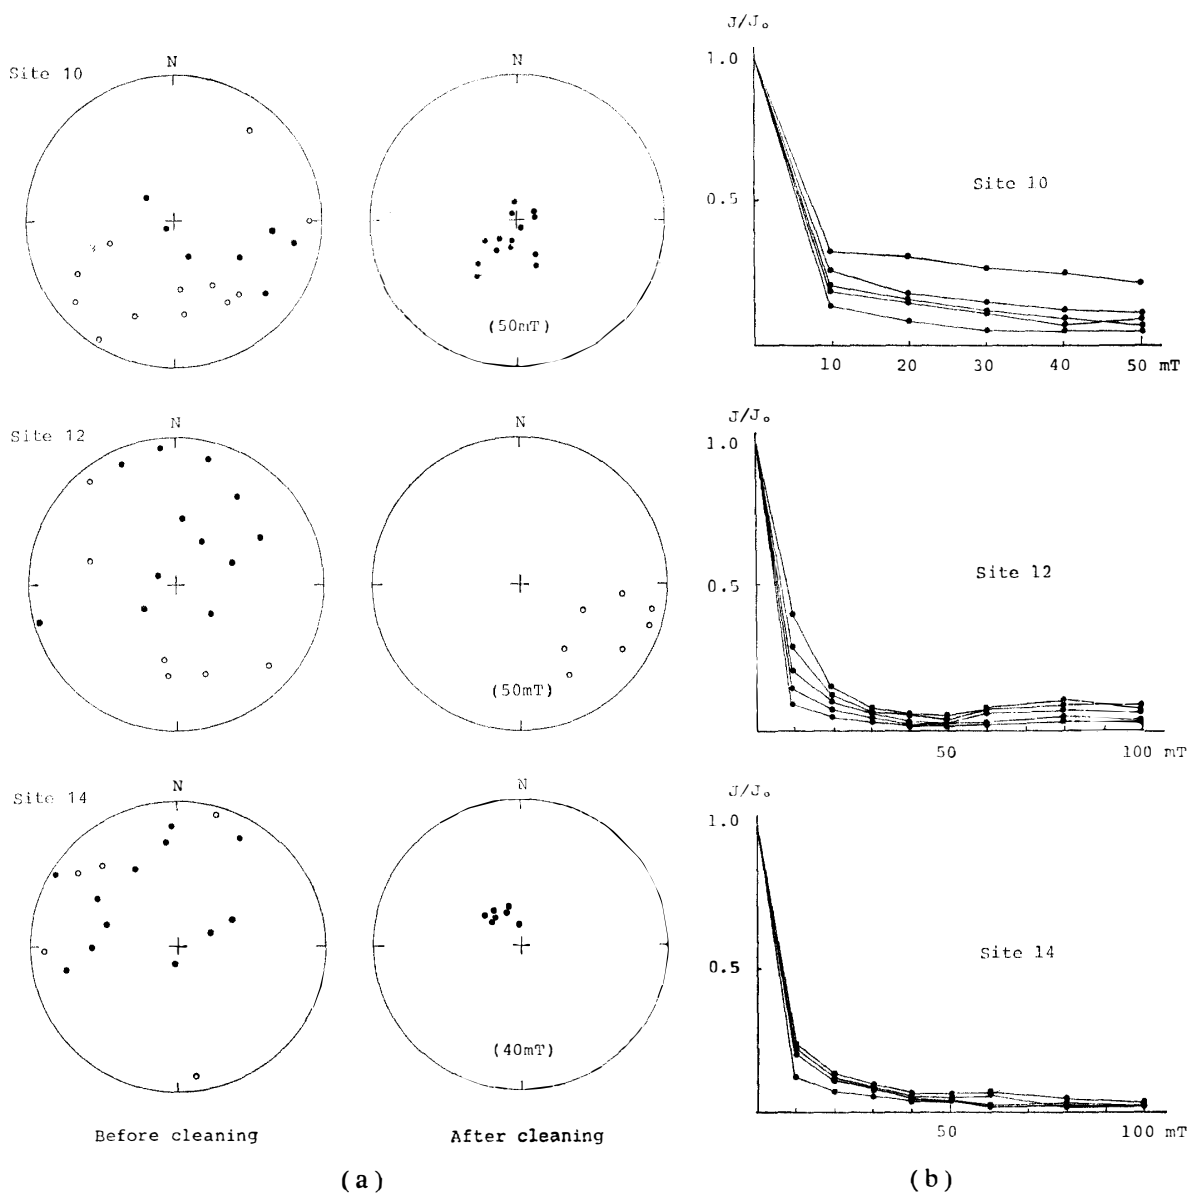 J/J₀
Site 10
N
N
1.0
0.5
Site 10
(50mT)
10 20 30 40 50 mT
Site 12
N
N
J/J₀
1.0
0.5
Site 12
(50mT)
50 100 mT
Site 14
N
N
J/J₀
1.0
0.5
Site 14
(40mT)
50 100 mT
Before cleaning After cleaning
(a) (b)